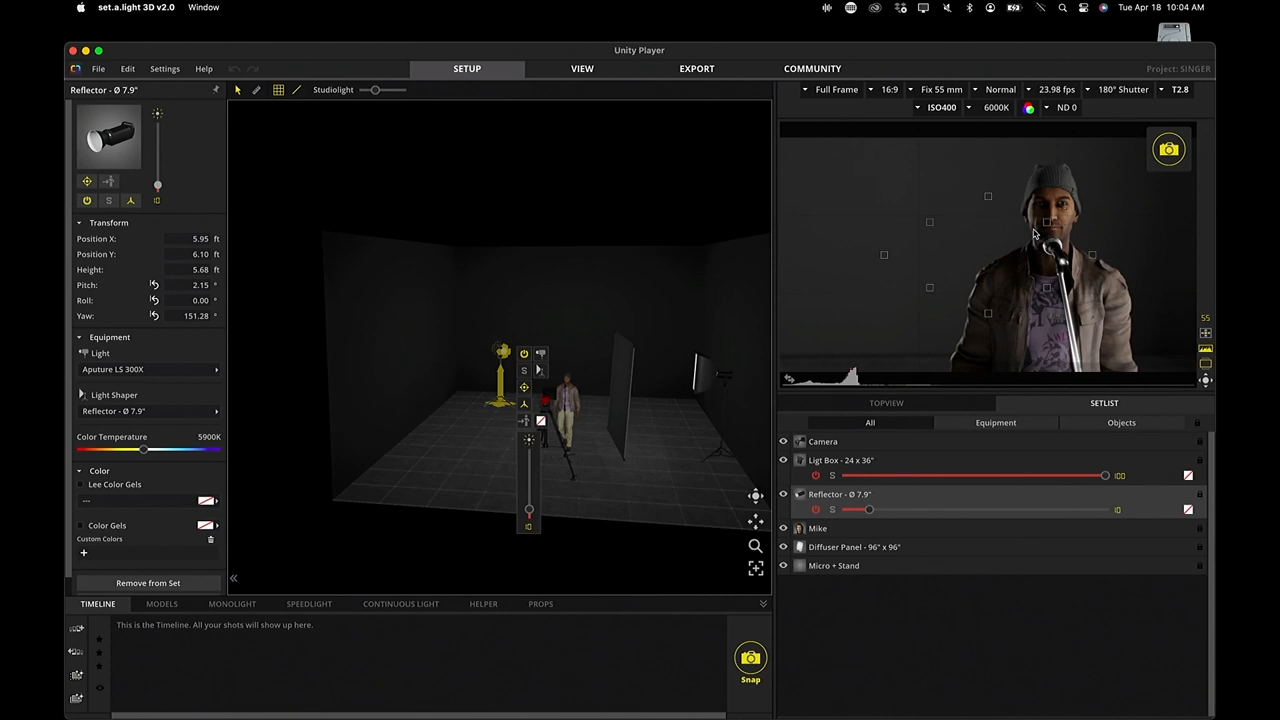 set.a.light 3D v2.0 Window Tue Apr 18 10:04 AM
Unity Player
File Edit Settings Help SETUP VIEW EXPORT COMMUNITY Project: SINGER
Reflector - Ø 7.9" Studiolight Full Frame 16:9 Fix 55 mm Normal 23.98 fps 180° Shutter T2.8
ISO400 6000K ND 0
S 10
Transform
Position X: 5.95 ft
Position Y: 6.10 ft
Height: 5.68 ft
Pitch: 2.15 °
Roll: 0.00 °
Yaw: 151.28 °
55
Equipment
Light
Aputure LS 300X
Light Shaper
Reflector - Ø 7.9"
Color Temperature 5900K
Color
Lee Color Gels
---
Color Gels
Custom Colors
+
Remove from Set
S
10
TOPVIEW SETLIST
All Equipment Objects
Camera
Ligt Box - 24 x 36"
S 100
Reflector - Ø 7.9"
S 10
Mike
Diffuser Panel - 96" x 96"
Micro + Stand
TIMELINE MODELS MONOLIGHT SPEEDLIGHT CONTINUOUS LIGHT HELPER PROPS
This is the Timeline. All your shots will show up here.
Snap